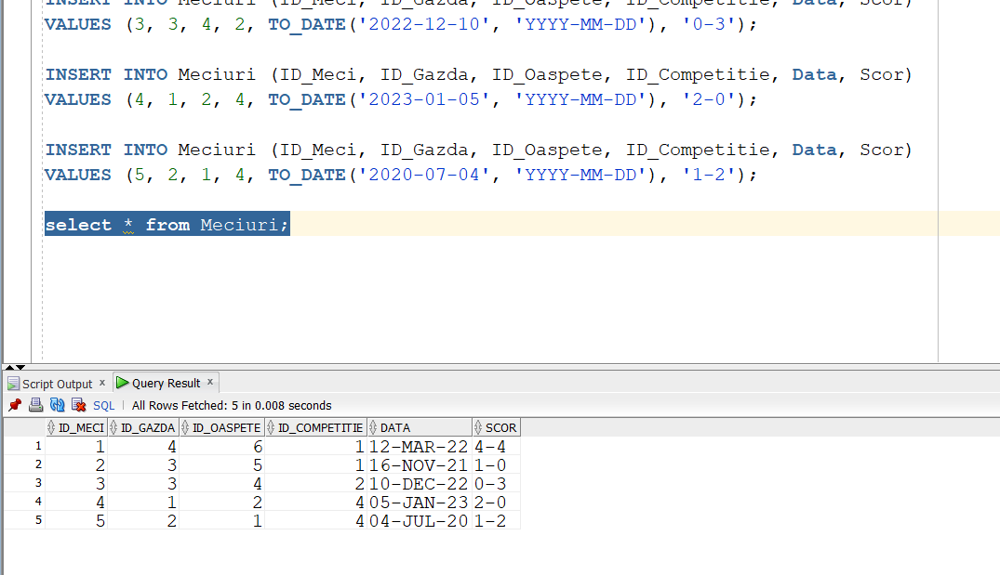 INSERT INTO Meciuri (ID_Meci, ID_Gazda, ID_Oaspete, ID_Competitie, Data, Scor)
VALUES (3, 3, 4, 2, TO_DATE('2022-12-10', 'YYYY-MM-DD'), '0-3');
INSERT INTO Meciuri (ID_Meci, ID_Gazda, ID_Oaspete, ID_Competitie, Data, Scor)
VALUES (4, 1, 2, 4, TO_DATE('2023-01-05', 'YYYY-MM-DD'), '2-0');
INSERT INTO Meciuri (ID_Meci, ID_Gazda, ID_Oaspete, ID_Competitie, Data, Scor)
VALUES (5, 2, 1, 4, TO_DATE('2020-07-04', 'YYYY-MM-DD'), '1-2');
select * from Meciuri;
Script Output x Query Result x
SQL | All Rows Fetched: 5 in 0.008 seconds
ID_MECI ID_GAZDA ID_OASPETE ID_COMPETITIE DATA SCOR
1 1 4 6 1 12-MAR-22 4-4
2 2 3 5 1 16-NOV-21 1-0
3 3 3 4 2 10-DEC-22 0-3
4 4 1 2 4 05-JAN-23 2-0
5 5 2 1 4 04-JUL-20 1-2